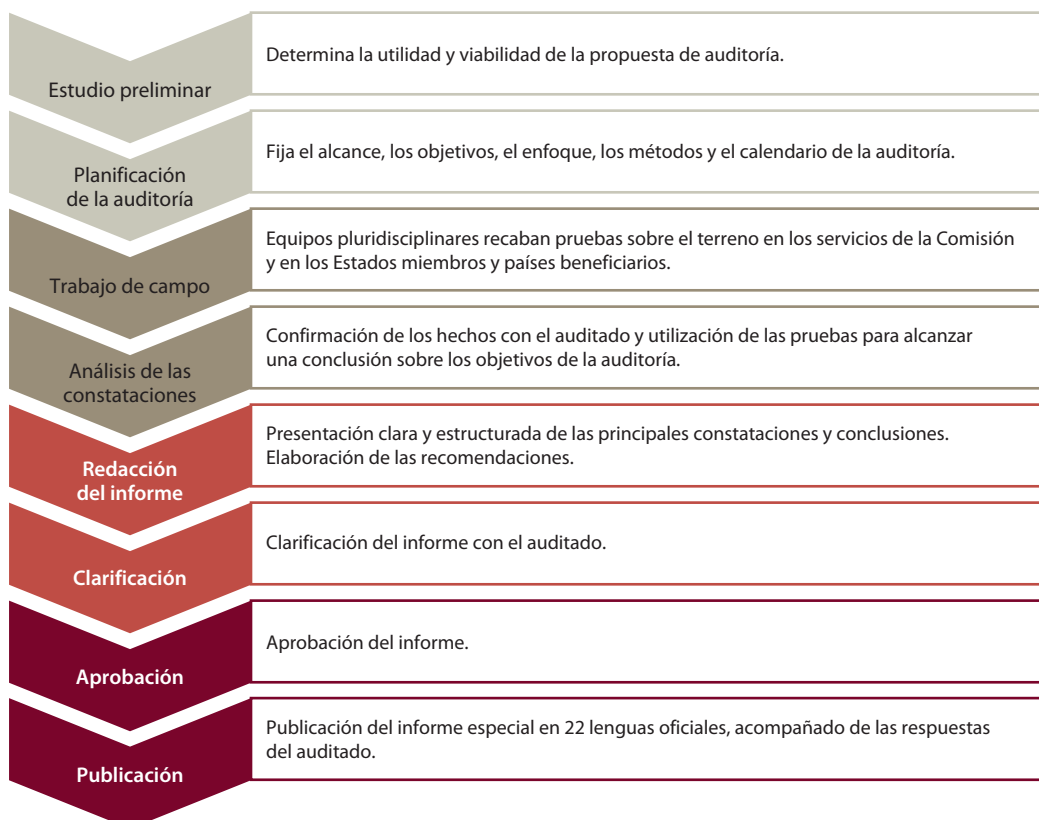 Estudio preliminar
Determina la utilidad y viabilidad de la propuesta de auditoría.
Planificación
de la auditoría
Fija el alcance, los objetivos, el enfoque, los métodos y el calendario de la auditoría.
Trabajo de campo
Equipos pluridisciplinares recaban pruebas sobre el terreno en los servicios de la Comisión
y en los Estados miembros y países beneficiarios.
Análisis de las
constataciones
Confirmación de los hechos con el auditado y utilización de las pruebas para alcanzar
una conclusión sobre los objetivos de la auditoría.
Redacción
del informe
Presentación clara y estructurada de las principales constataciones y conclusiones.
Elaboración de las recomendaciones.
Clarificación
Clarificación del informe con el auditado.
Aprobación
Aprobación del informe.
Publicación
Publicación del informe especial en 22 lenguas oficiales, acompañado de las respuestas
del auditado.